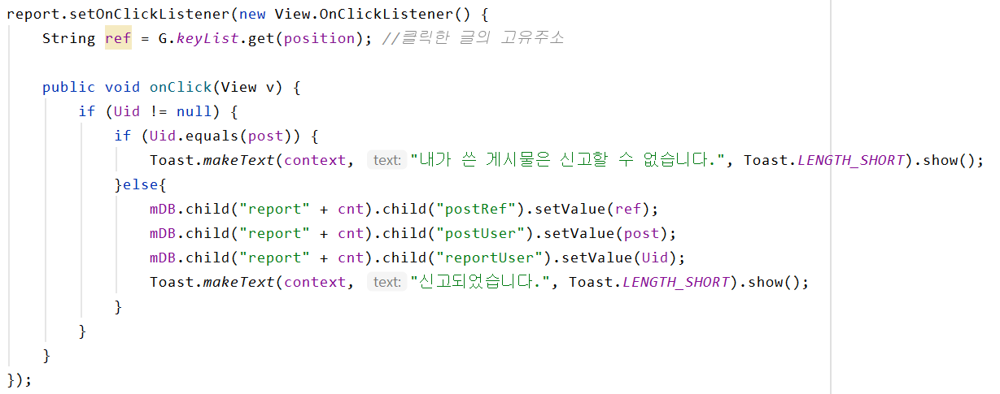 report.setOnClickListener(new View.OnClickListener() {
    String ref = G.keyList.get(position); //클릭한 글의 고유주소
    public void onClick(View v) {
        if (Uid != null) {
            if (Uid.equals(post)) {
                Toast.makeText(context, text: "내가 쓴 게시물은 신고할 수 없습니다.", Toast.LENGTH_SHORT).show();
            }else{
                mDB.child("report" + cnt).child("postRef").setValue(ref);
                mDB.child("report" + cnt).child("postUser").setValue(post);
                mDB.child("report" + cnt).child("reportUser").setValue(Uid);
                Toast.makeText(context, text: "신고되었습니다.", Toast.LENGTH_SHORT).show();
            }
        }
    }
});